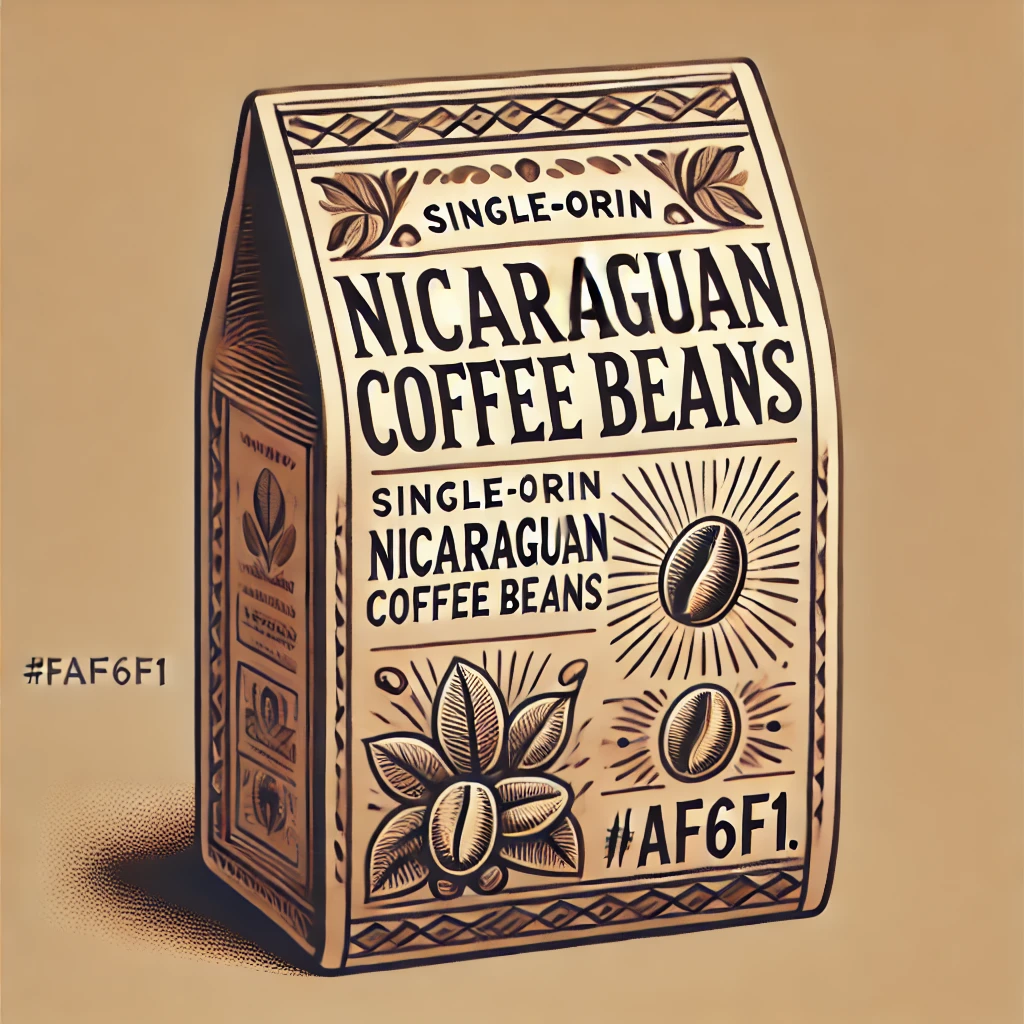 SINGLE-ORIN
NICARAGUAN
COFFEE BEANS
SINGLE-ORIN
NICARAGUAN
COFFEE BEANS
#FAF6F1
#AF6F1.